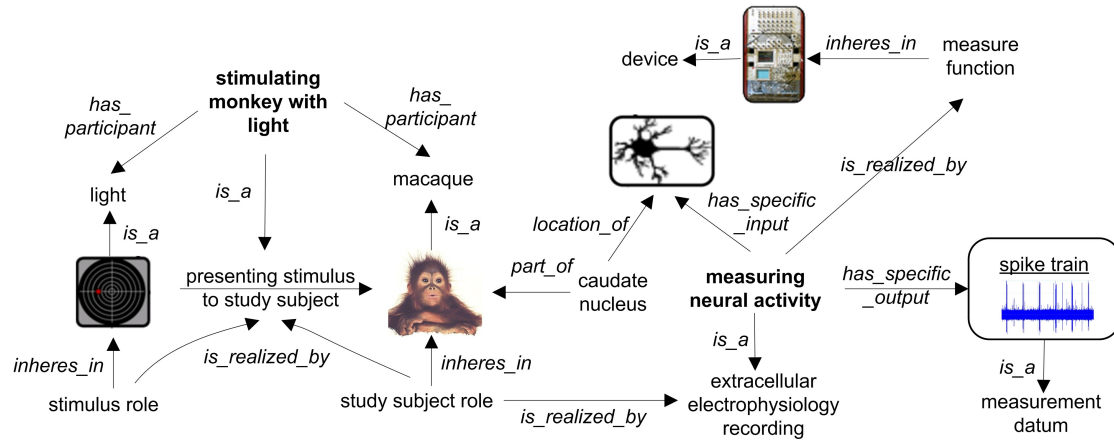 device
is_a
inheres_in
measure
function
stimulating
monkey with
light
has_
participant
has_
participant
is_realized_by
light
is_a
macaque
has_specific
_input
is_a
is_a
location_of
presenting stimulus
to study subject
part_of
caudate
nucleus
measuring
neural activity
has_specific
_output
spike train
inheres_in
is_realized_by
inheres_in
is_a
is_a
stimulus role
study subject role
is_realized_by
extracellular
electrophysiology
recording
measurement
datum